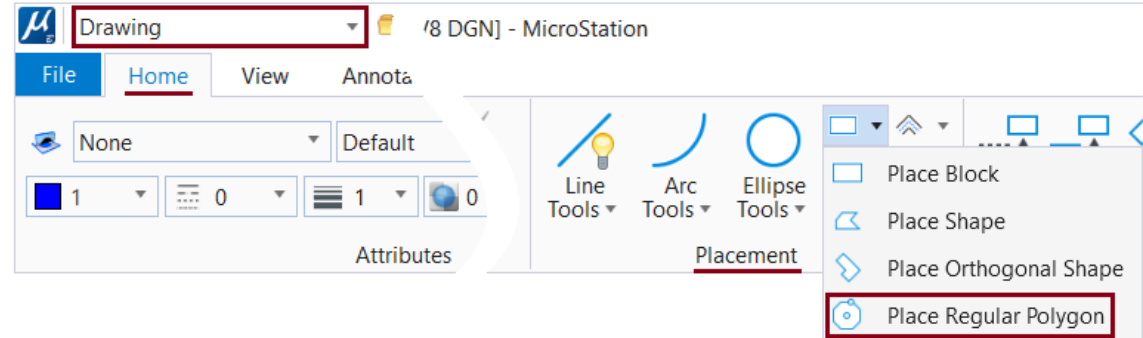 Drawing
V8 DGN] - MicroStation
File Home View Annota
None Default
1 0 1 0
Line Tools Arc Tools Ellipse Tools
Attributes Placement
Place Block
Place Shape
Place Orthogonal Shape
Place Regular Polygon